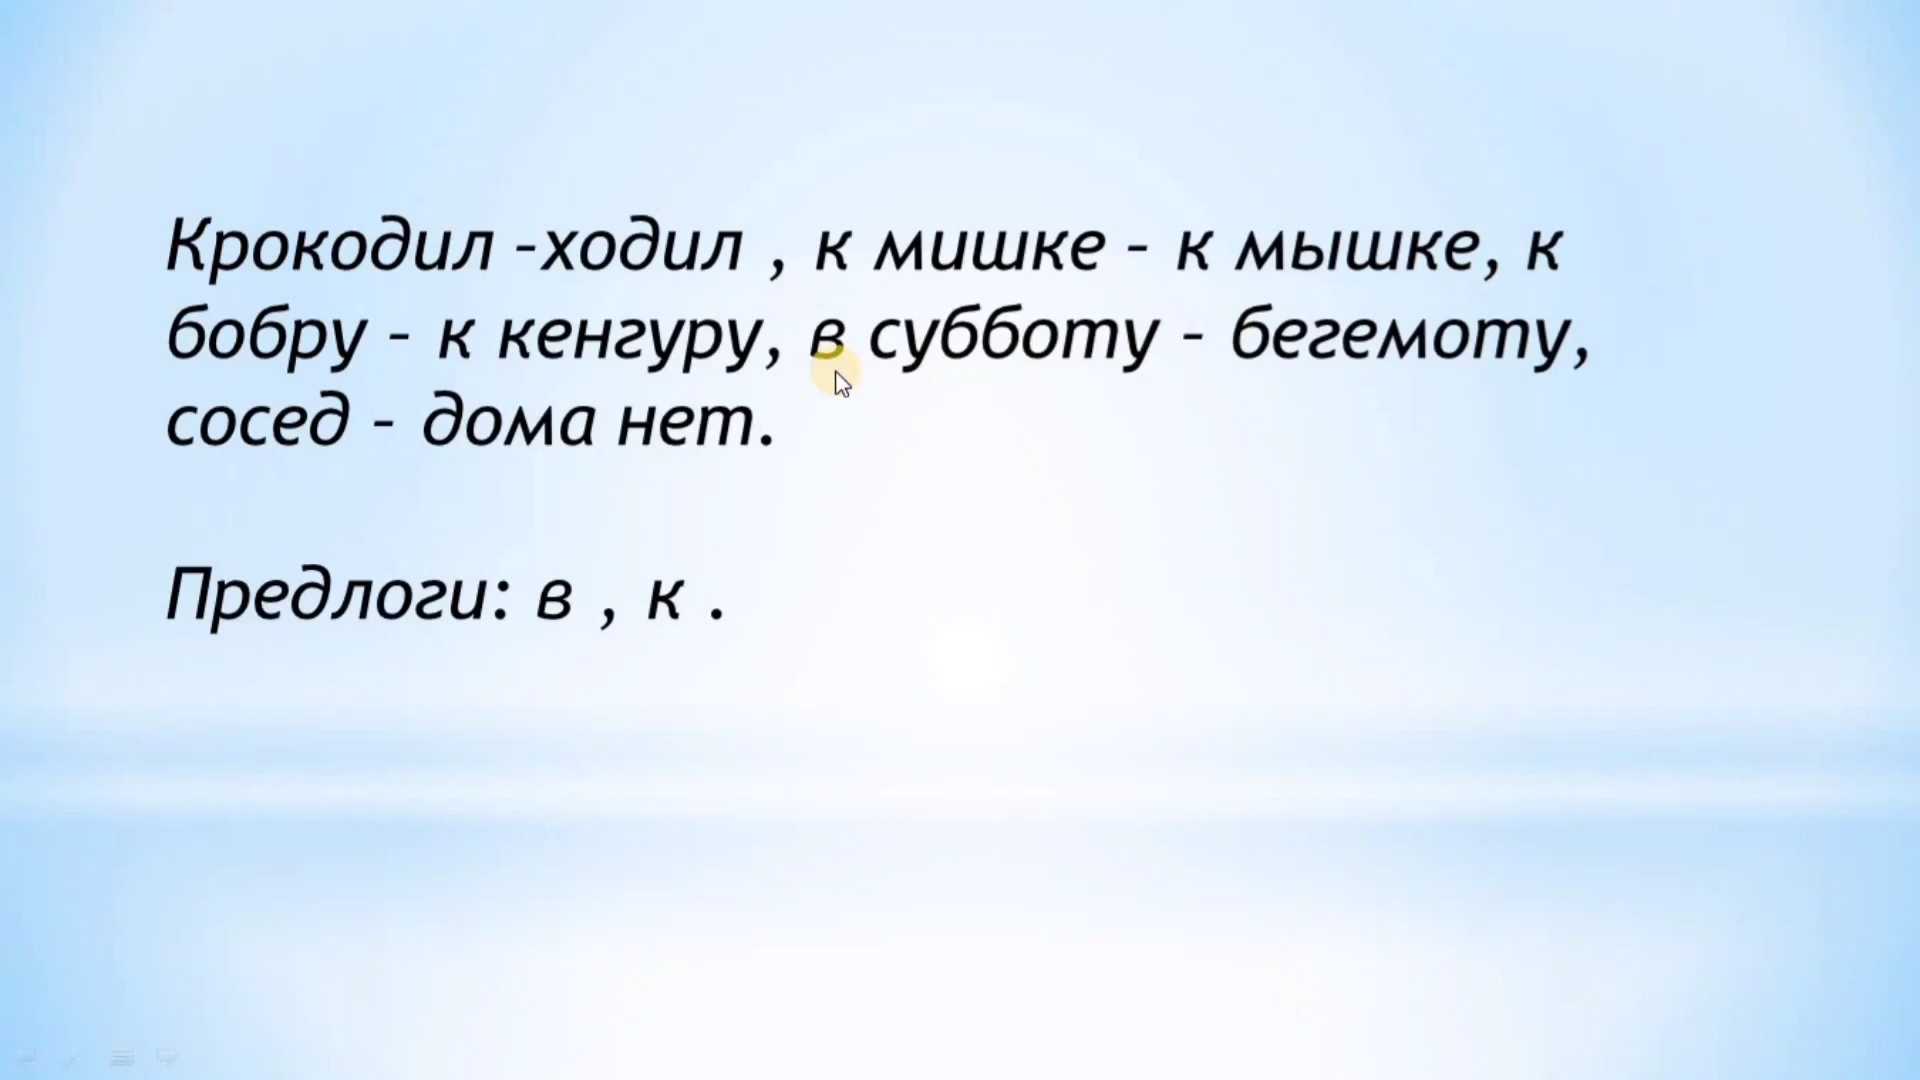 Крокодил -ходил , к мишке - к мышке, к
бобру - к кенгуру, в субботу - бегемоту,
сосед - дома нет.
Предлоги: в , к .